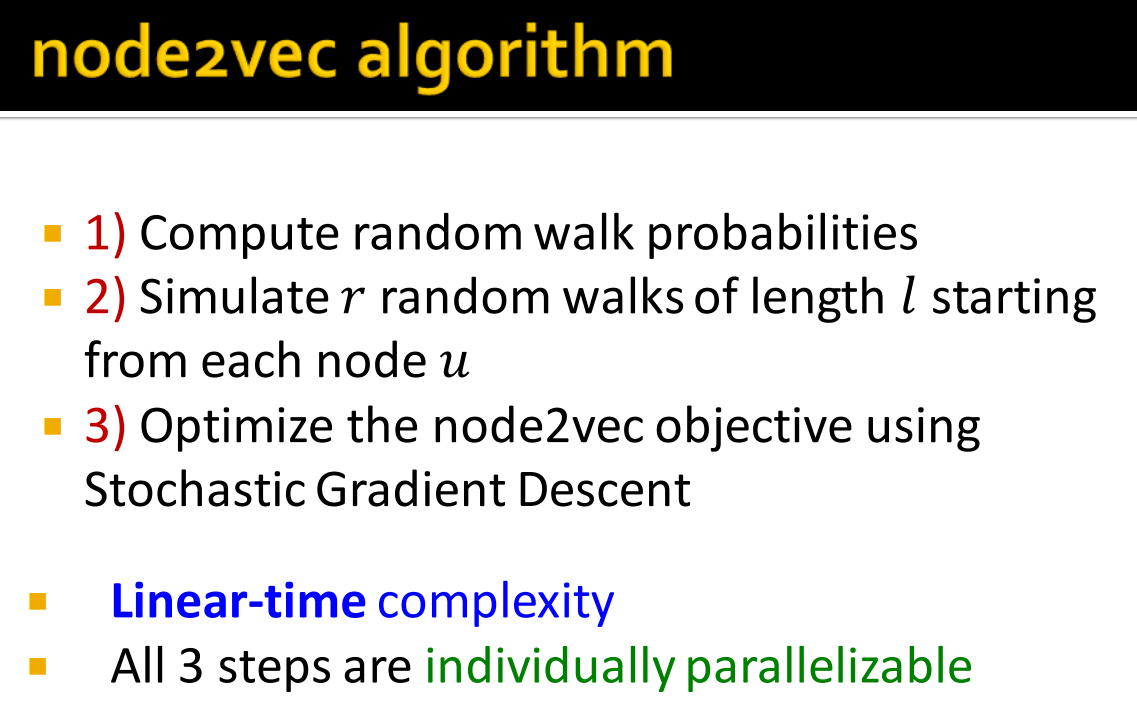 node2vec algorithm
1) Compute random walk probabilities
2) Simulate r random walks of length l starting
from each node u
3) Optimize the node2vec objective using
Stochastic Gradient Descent
Linear-time complexity
All 3 steps are individually parallelizable